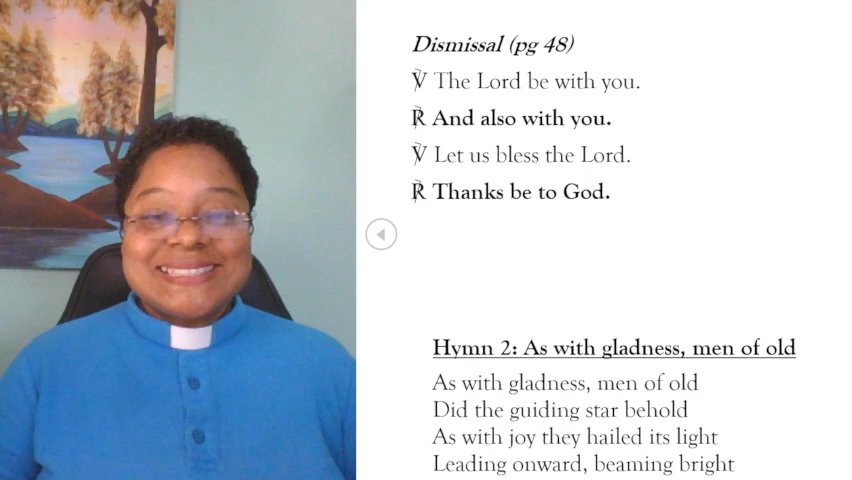 Dismissal (pg 48)
℣ The Lord be with you.
℟ And also with you.
℣ Let us bless the Lord.
℟ Thanks be to God.
Hymn 2: As with gladness, men of old
As with gladness, men of old
Did the guiding star behold
As with joy they hailed its light
Leading onward, beaming bright